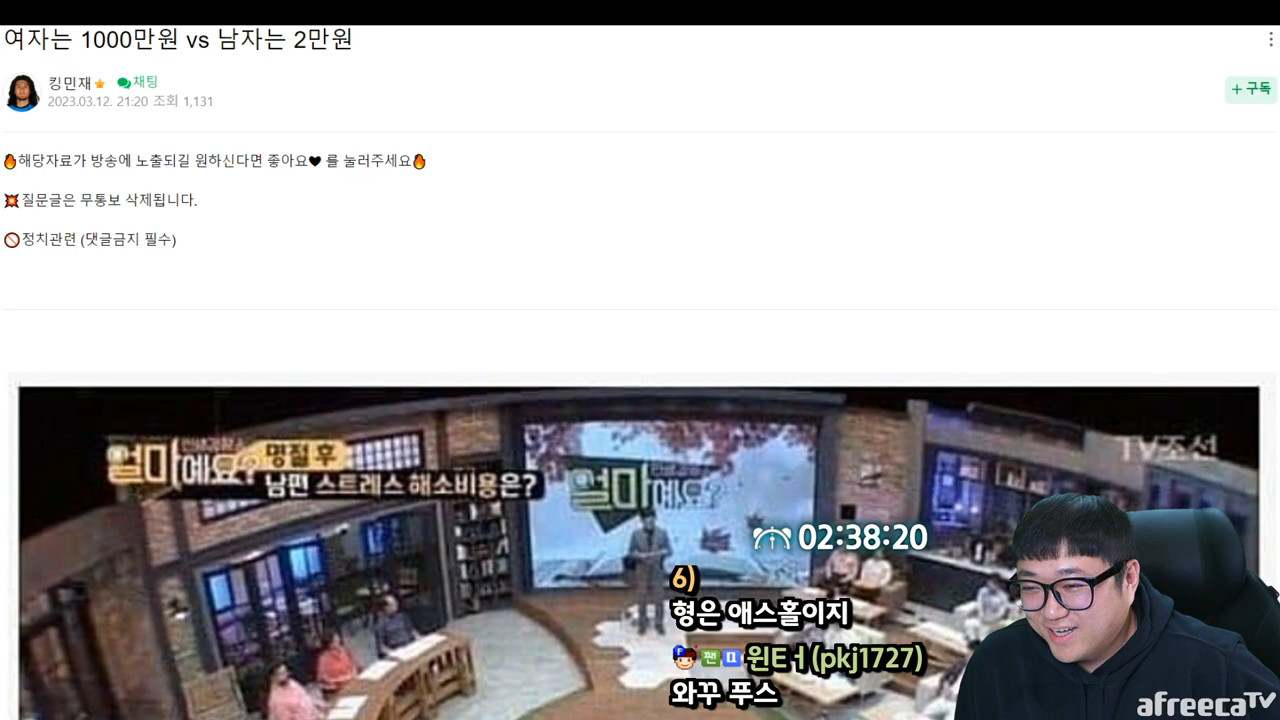 여자는 1000만원 vs 남자는 2만원
킹민재 채팅
2023.03.12. 21:20 조회 1,131
+ 구독
🔥해당자료가 방송에 노출되길 원하신다면 좋아요🖤 를 눌러주세요🔥
💥질문글은 무통보 삭제됩니다.
🚫정치관련 (댓글금지 필수)
얼마예요? 명절 후
남편 스트레스 해소비용은?
얼마예요?
TV조선
02:38:20
6)
형은 애스홀이지
F 팬 매 윈터ㅓ(pkj1727)
와꾸 푸스
afreecaTV